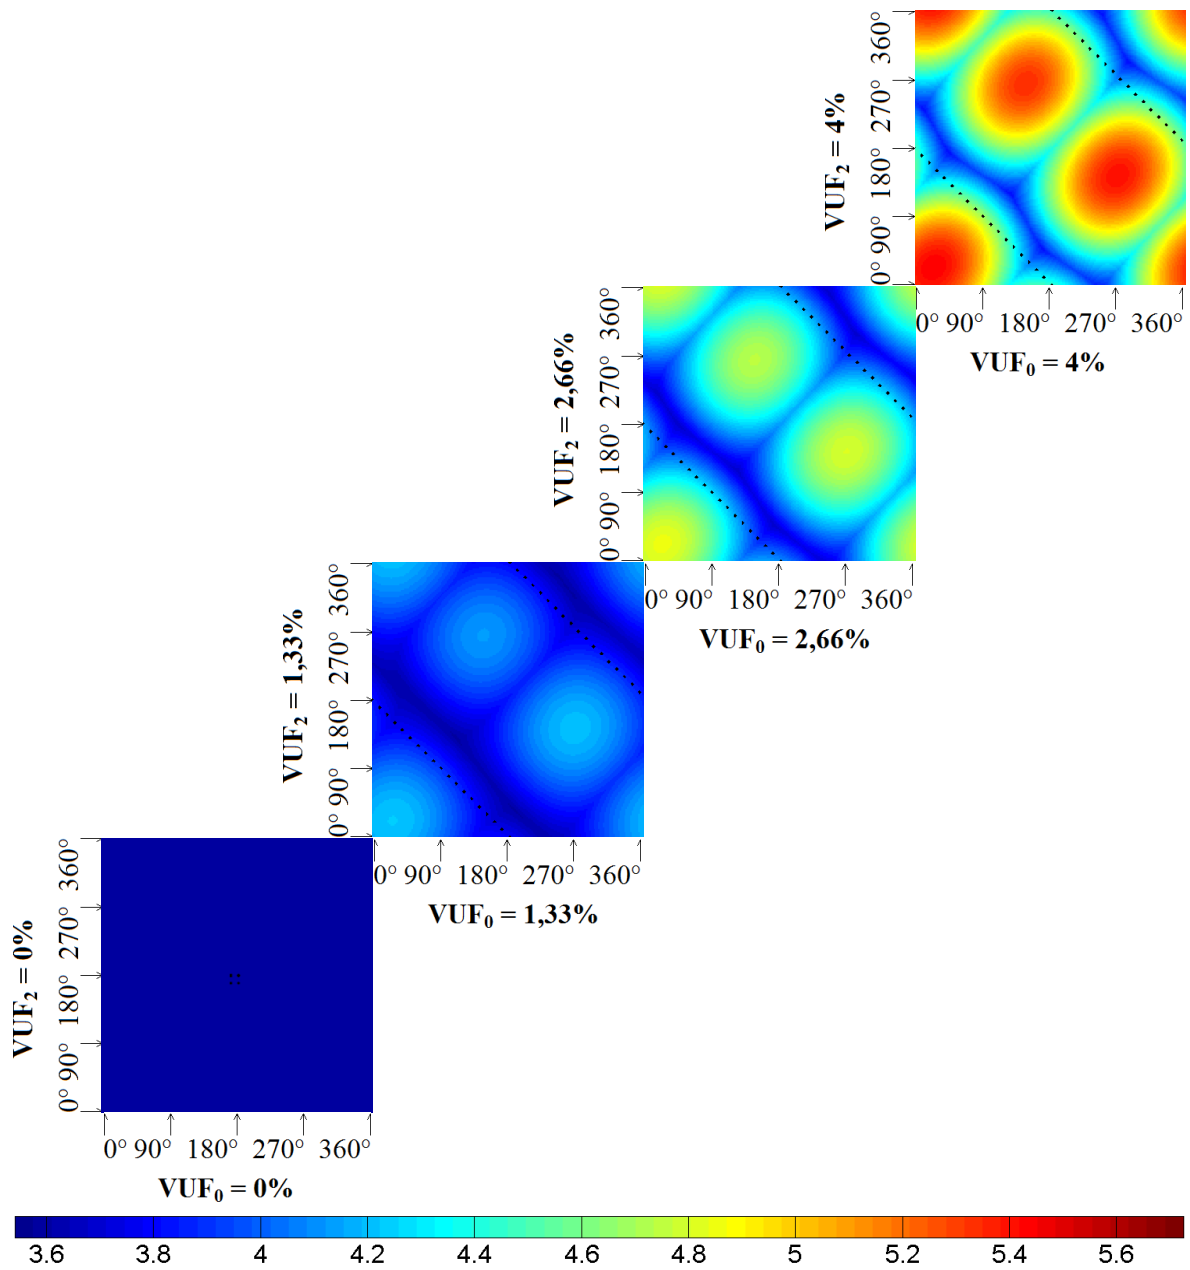 VUF₂ = 4%
0° 90° 180° 270° 360°
0° 90° 180° 270° 360°
VUF₀ = 4%
VUF₂ = 2,66%
0° 90° 180° 270° 360°
0° 90° 180° 270° 360°
VUF₀ = 2,66%
VUF₂ = 1,33%
0° 90° 180° 270° 360°
0° 90° 180° 270° 360°
VUF₀ = 1,33%
VUF₂ = 0%
0° 90° 180° 270° 360°
0° 90° 180° 270° 360°
VUF₀ = 0%
3.6 3.8 4 4.2 4.4 4.6 4.8 5 5.2 5.4 5.6